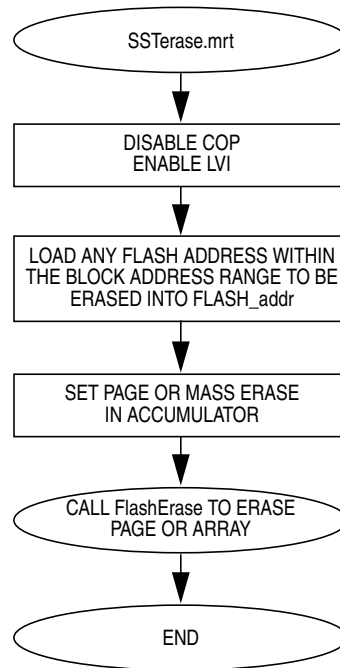 SSTerase.mrt
DISABLE COP
ENABLE LVI
LOAD ANY FLASH ADDRESS WITHIN
THE BLOCK ADDRESS RANGE TO BE
ERASED INTO FLASH_addr
SET PAGE OR MASS ERASE
IN ACCUMULATOR
CALL FlashErase TO ERASE
PAGE OR ARRAY
END